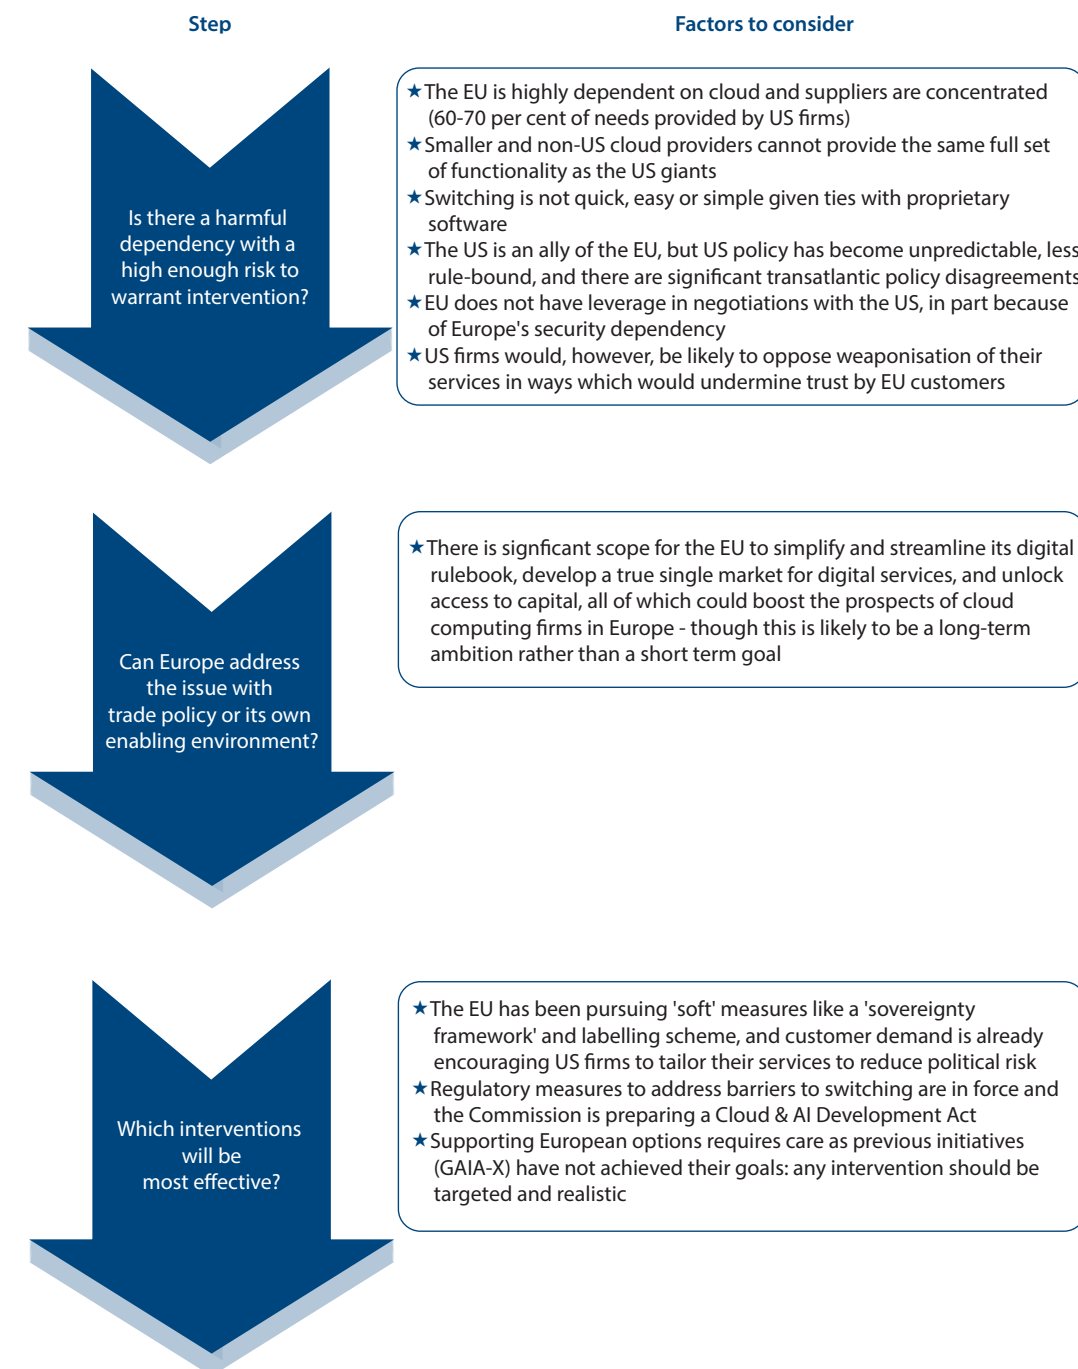 Step
Factors to consider
Is there a harmful
dependency with a
high enough risk to
warrant intervention?
★The EU is highly dependent on cloud and suppliers are concentrated
(60-70 per cent of needs provided by US firms)
★Smaller and non-US cloud providers cannot provide the same full set
of functionality as the US giants
★Switching is not quick, easy or simple given ties with proprietary
software
★The US is an ally of the EU, but US policy has become unpredictable, less
rule-bound, and there are significant transatlantic policy disagreements
★EU does not have leverage in negotiations with the US, in part because
of Europe's security dependency
★US firms would, however, be likely to oppose weaponisation of their
services in ways which would undermine trust by EU customers
Can Europe address
the issue with
trade policy or its own
enabling environment?
★There is signficant scope for the EU to simplify and streamline its digital
rulebook, develop a true single market for digital services, and unlock
access to capital, all of which could boost the prospects of cloud
computing firms in Europe - though this is likely to be a long-term
ambition rather than a short term goal
Which interventions
will be
most effective?
★The EU has been pursuing 'soft' measures like a 'sovereignty
framework' and labelling scheme, and customer demand is already
encouraging US firms to tailor their services to reduce political risk
★Regulatory measures to address barriers to switching are in force and
the Commission is preparing a Cloud & AI Development Act
★Supporting European options requires care as previous initiatives
(GAIA-X) have not achieved their goals: any intervention should be
targeted and realistic